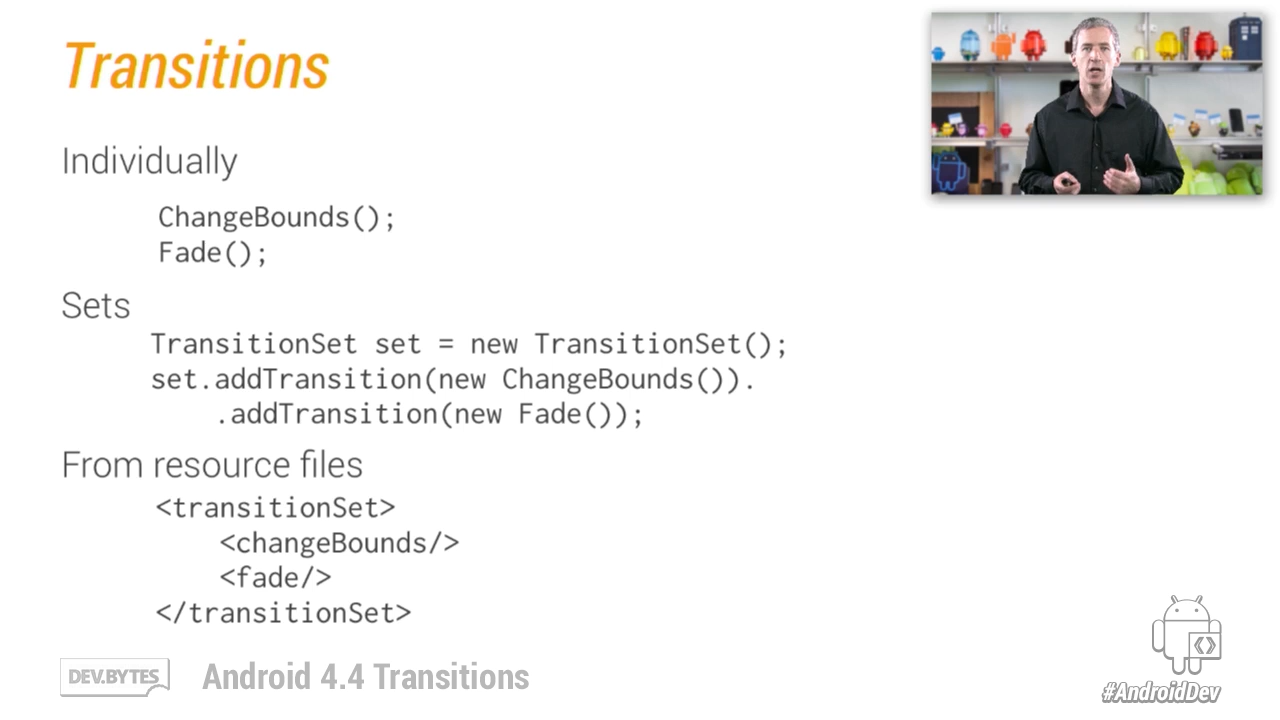 Transitions
Individually
ChangeBounds();
Fade();
Sets
TransitionSet set = new TransitionSet();
set.addTransition(new ChangeBounds()).
.addTransition(new Fade());
From resource files
<transitionSet>
<changeBounds/>
<fade/>
</transitionSet>
DEV.BYTES
Android 4.4 Transitions
#AndroidDev